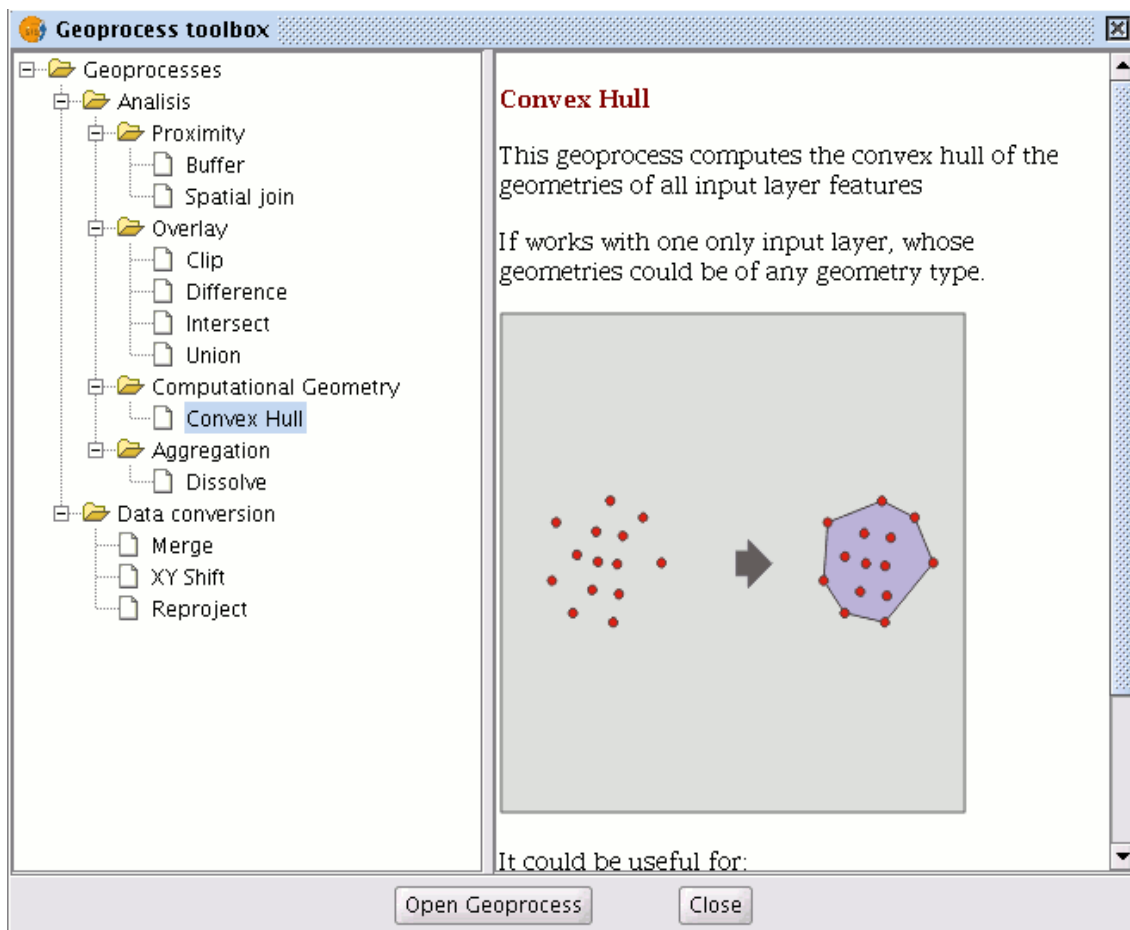 Geoprocess toolbox
Geoprocesses
Analisis
Proximity
Buffer
Spatial join
Overlay
Clip
Difference
Intersect
Union
Computational Geometry
Convex Hull
Aggregation
Dissolve
Data conversion
Merge
XY Shift
Reproject
Convex Hull
This geoprocess computes the convex hull of the
geometries of all input layer features
If works with one only input layer, whose
geometries could be of any geometry type.
It could be useful for:
Open Geoprocess
Close